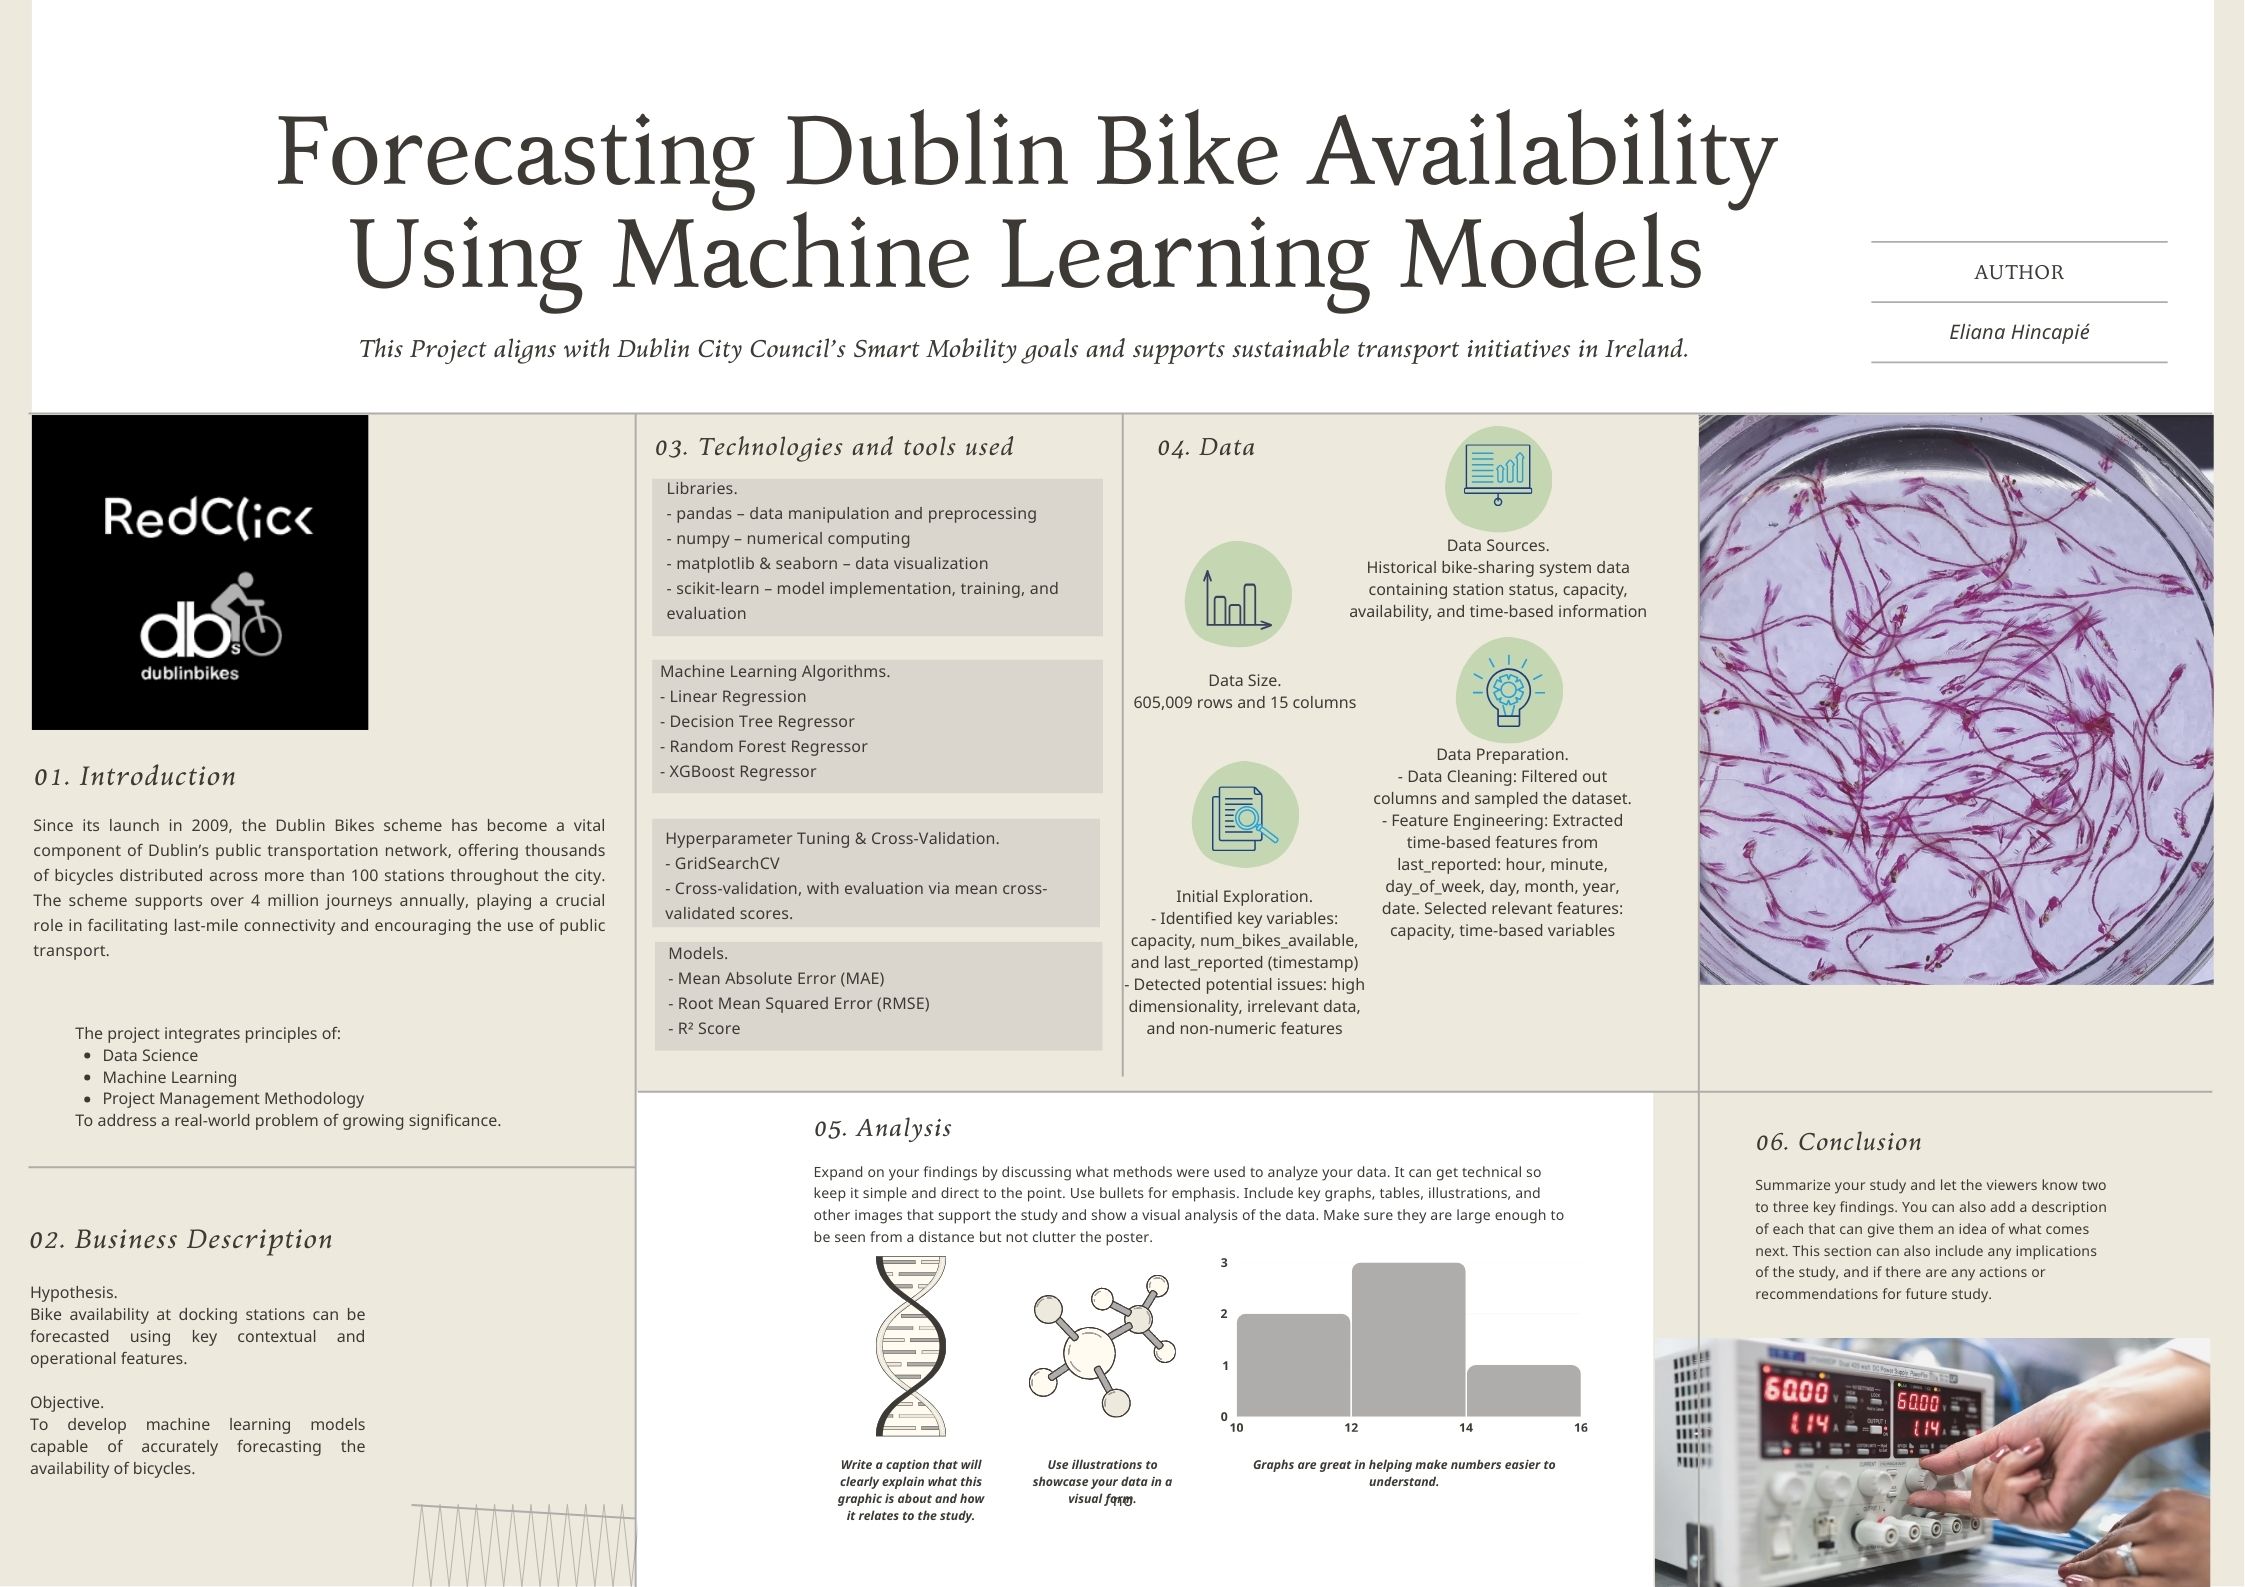 Forecasting Dublin Bike Availability
Using Machine Learning Models
This Project aligns with Dublin City Council's Smart Mobility goals and supports sustainable transport initiatives in Ireland.
AUTHOR
Eliana Hincapié
RedClick
dbs
dublinbikes
01. Introduction
Since its launch in 2009, the Dublin Bikes scheme has become a vital
component of Dublin's public transportation network, offering thousands
of bicycles distributed across more than 100 stations throughout the city.
The scheme supports over 4 million journeys annually, playing a crucial
role in facilitating last-mile connectivity and encouraging the use of public
transport.
The project integrates principles of:
• Data Science
• Machine Learning
• Project Management Methodology
To address a real-world problem of growing significance.
02. Business Description
Hypothesis.
Bike availability at docking stations can be
forecasted using key contextual and
operational features.
Objective.
To develop machine learning models
capable of accurately forecasting the
availability of bicycles.
03. Technologies and tools used
Libraries.
- pandas – data manipulation and preprocessing
- numpy – numerical computing
- matplotlib & seaborn – data visualization
- scikit-learn – model implementation, training, and
evaluation
Machine Learning Algorithms.
- Linear Regression
- Decision Tree Regressor
- Random Forest Regressor
- XGBoost Regressor
Hyperparameter Tuning & Cross-Validation.
- GridSearchCV
- Cross-validation, with evaluation via mean cross-
validated scores.
Models.
- Mean Absolute Error (MAE)
- Root Mean Squared Error (RMSE)
- R² Score
04. Data
Data Size.
605,009 rows and 15 columns
Initial Exploration.
- Identified key variables:
capacity, num_bikes_available,
and last_reported (timestamp)
- Detected potential issues: high
dimensionality, irrelevant data,
and non-numeric features
Data Sources.
Historical bike-sharing system data
containing station status, capacity,
availability, and time-based information
Data Preparation.
- Data Cleaning: Filtered out
columns and sampled the dataset.
- Feature Engineering: Extracted
time-based features from
last_reported: hour, minute,
day_of_week, day, month, year,
date. Selected relevant features:
capacity, time-based variables
05. Analysis
Expand on your findings by discussing what methods were used to analyze your data. It can get technical so
keep it simple and direct to the point. Use bullets for emphasis. Include key graphs, tables, illustrations, and
other images that support the study and show a visual analysis of the data. Make sure they are large enough to
be seen from a distance but not clutter the poster.
3
2
1
0
10 12 14 16
Write a caption that will
clearly explain what this
graphic is about and how
it relates to the study.
Use illustrations to
showcase your data in a
visual form.
Graphs are great in helping make numbers easier to
understand.
06. Conclusion
Summarize your study and let the viewers know two
to three key findings. You can also add a description
of each that can give them an idea of what comes
next. This section can also include any implications
of the study, and if there are any actions or
recommendations for future study.
60.00 V
1.14 A
60.00
1.14